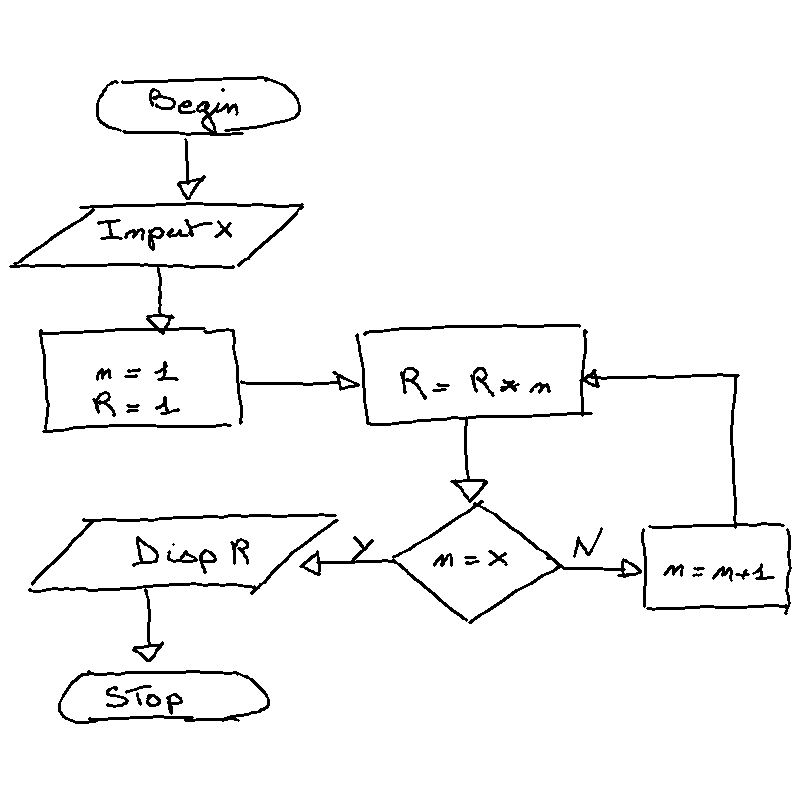 Begin
Input X
n = 1
R = 1
R = R * n
n = X
Y
N
n = n+1
Disp R
STop